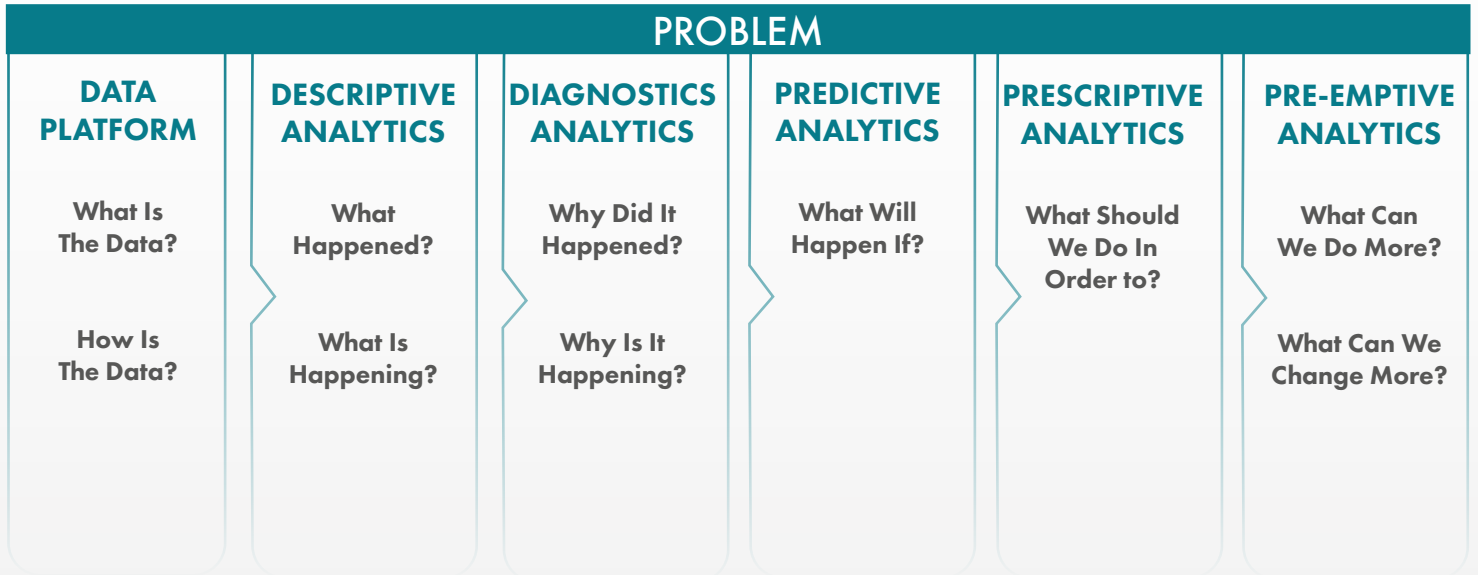 PROBLEM
DATA
PLATFORM
What Is
The Data?
How Is
The Data?
DESCRIPTIVE
ANALYTICS
What
Happened?
What Is
Happening?
DIAGNOSTICS
ANALYTICS
Why Did It
Happened?
Why Is It
Happening?
PREDICTIVE
ANALYTICS
What Will
Happen If?
PRESCRIPTIVE
ANALYTICS
What Should
We Do In
Order to?
PRE-EMPTIVE
ANALYTICS
What Can
We Do More?
What Can We
Change More?